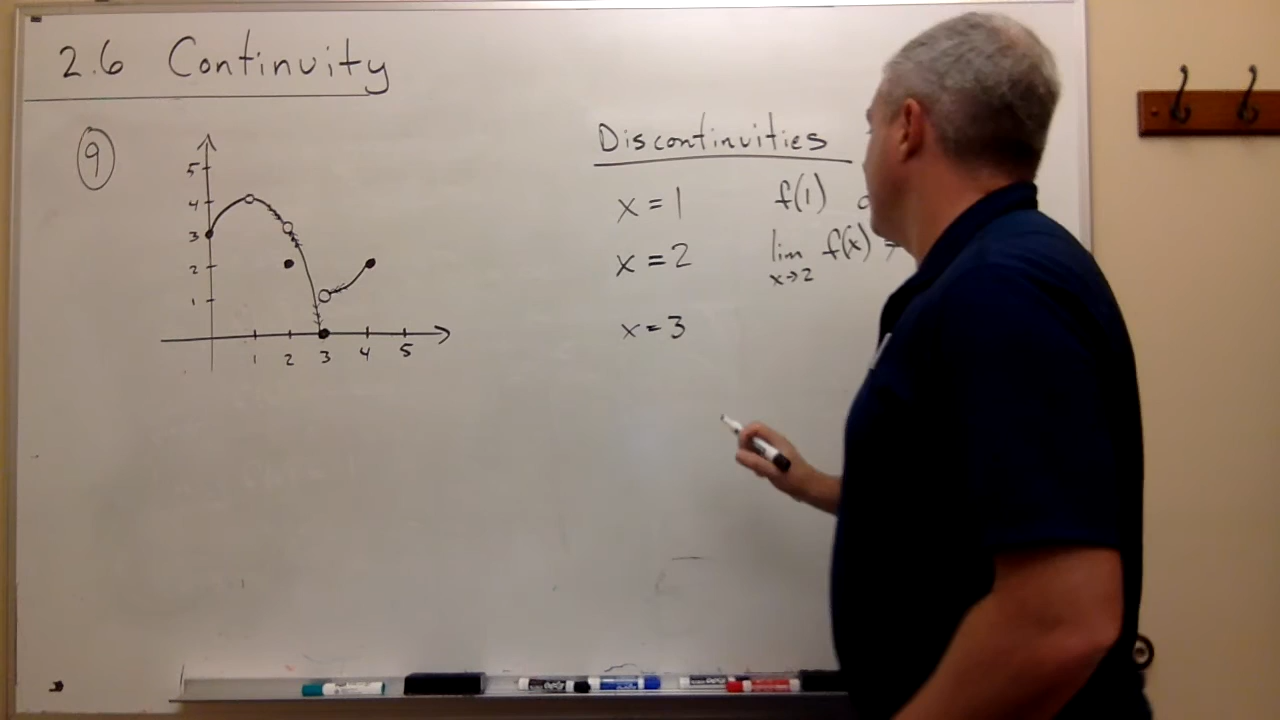 2.6 Continuity
9
5
4
3
2
1
1 2 3 4 5
Discontinuities
x = 1 f(1)
x = 2 lim f(x)
x→2
x = 3